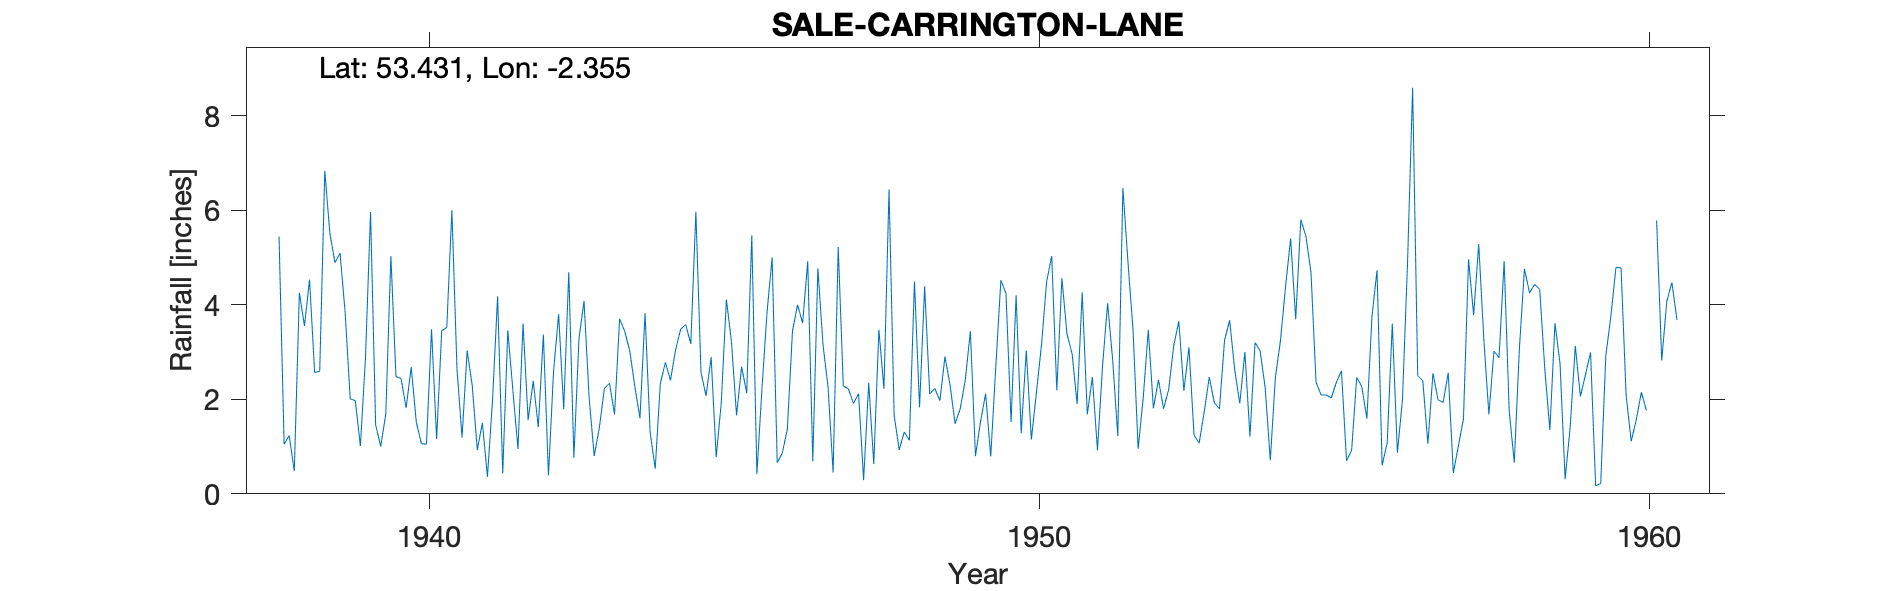 SALE-CARRINGTON-LANE
Lat: 53.431, Lon: -2.355
8
6
4
2
0
Rainfall [inches]
1940
1950
1960
Year